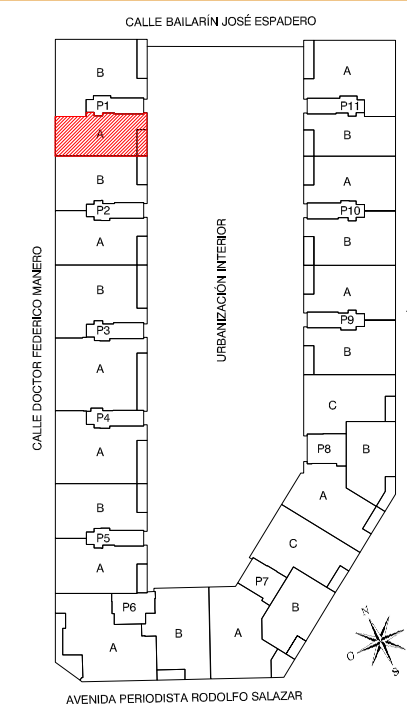 CALLE BAILARÍN JOSÉ ESPADERO
B
A
P1
P11
A
B
B
A
P2
P10
A
B
URBANIZACIÓN INTERIOR
CALLE DOCTOR FEDERICO MANERO
B
A
P3
P9
A
B
C
P4
P8
B
A
A
B
P5
C
A
P7
P6
B
A
B
A
N
O
S
AVENIDA PERIODISTA RODOLFO SALAZAR